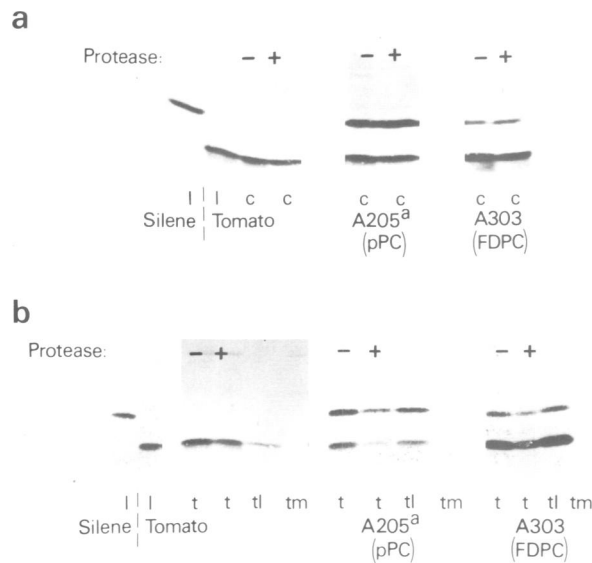 a
Protease: − + − + − +
l l c c c c c c
Silene Tomato A205a A303
(pPC) (FDPC)
b
Protease: − + − + − +
l l t t tl tm t t tl tm t t tl tm
Silene Tomato A205a A303
(pPC) (FDPC)